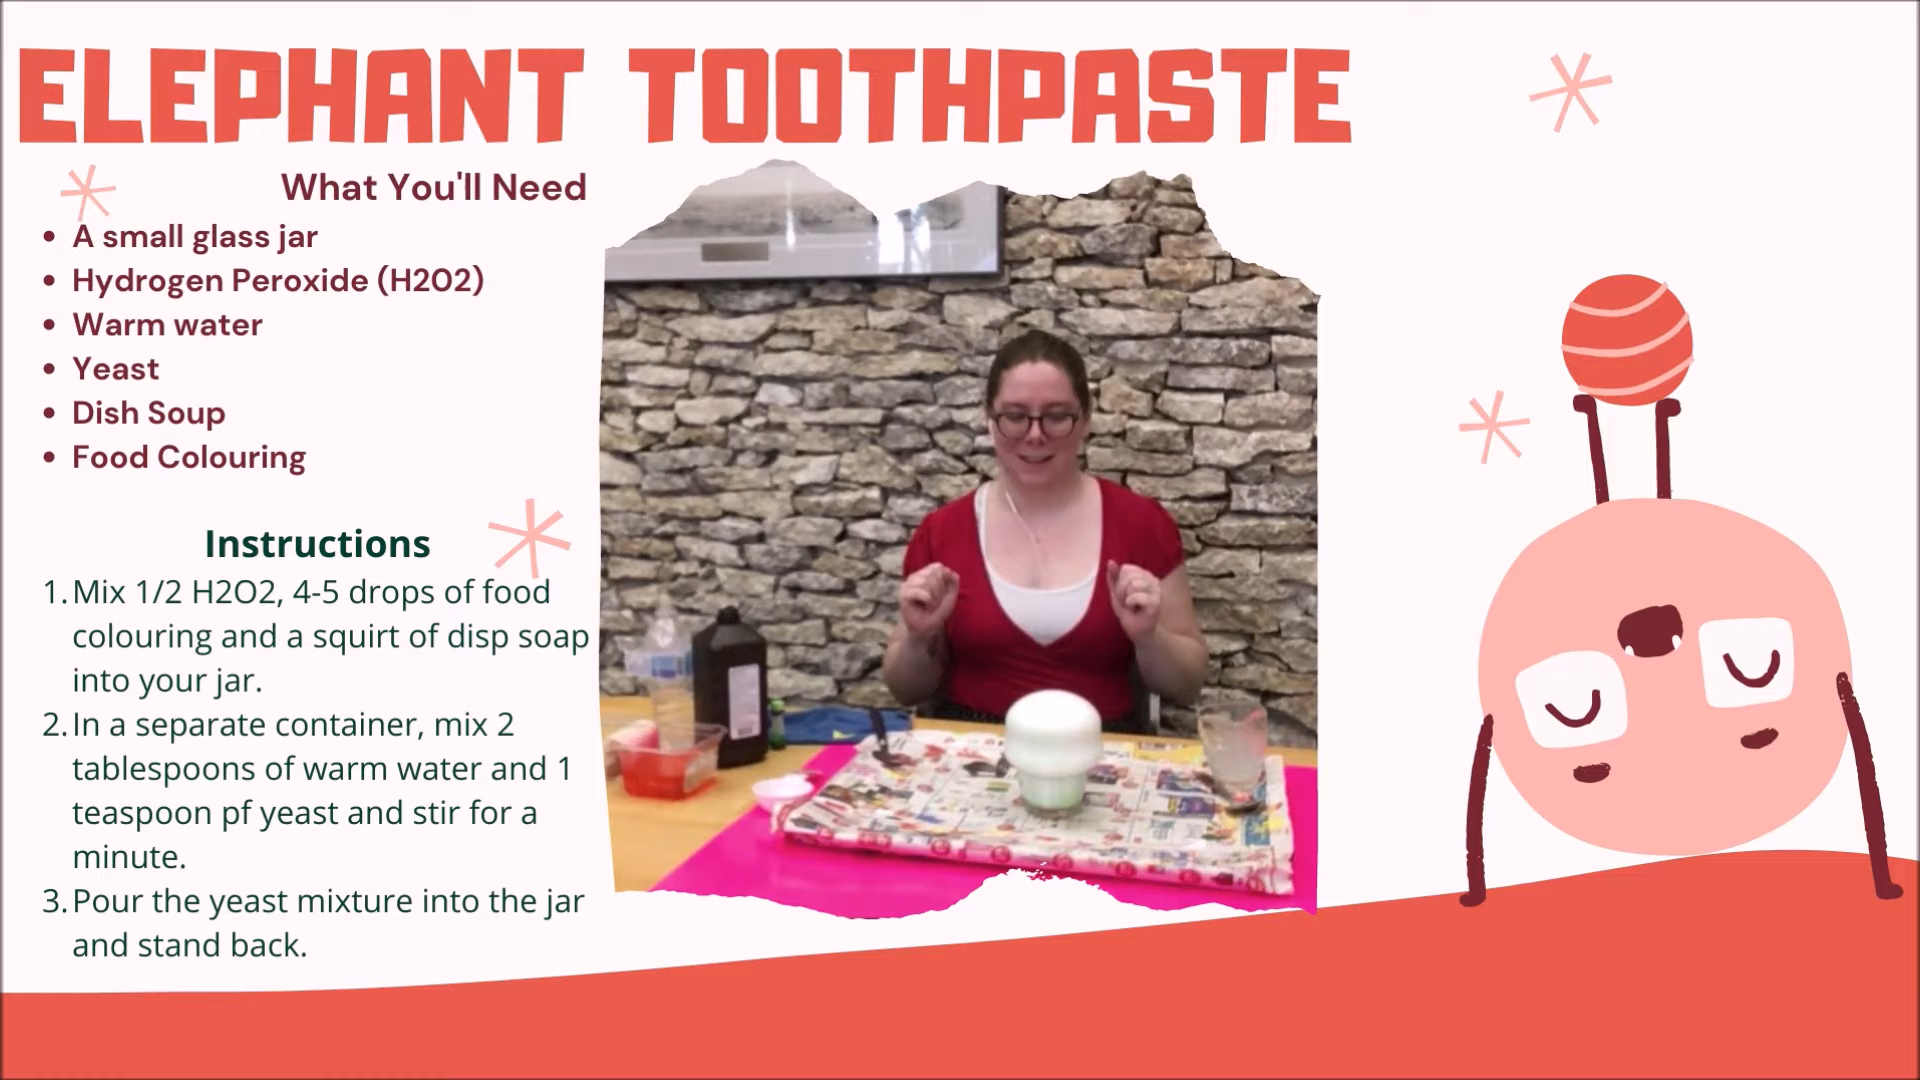 ELEPHANT TOOTHPASTE
What You'll Need
• A small glass jar
• Hydrogen Peroxide (H2O2)
• Warm water
• Yeast
• Dish Soup
• Food Colouring
Instructions
1. Mix 1/2 H2O2, 4-5 drops of food
colouring and a squirt of disp soap
into your jar.
2. In a separate container, mix 2
tablespoons of warm water and 1
teaspoon pf yeast and stir for a
minute.
3. Pour the yeast mixture into the jar
and stand back.